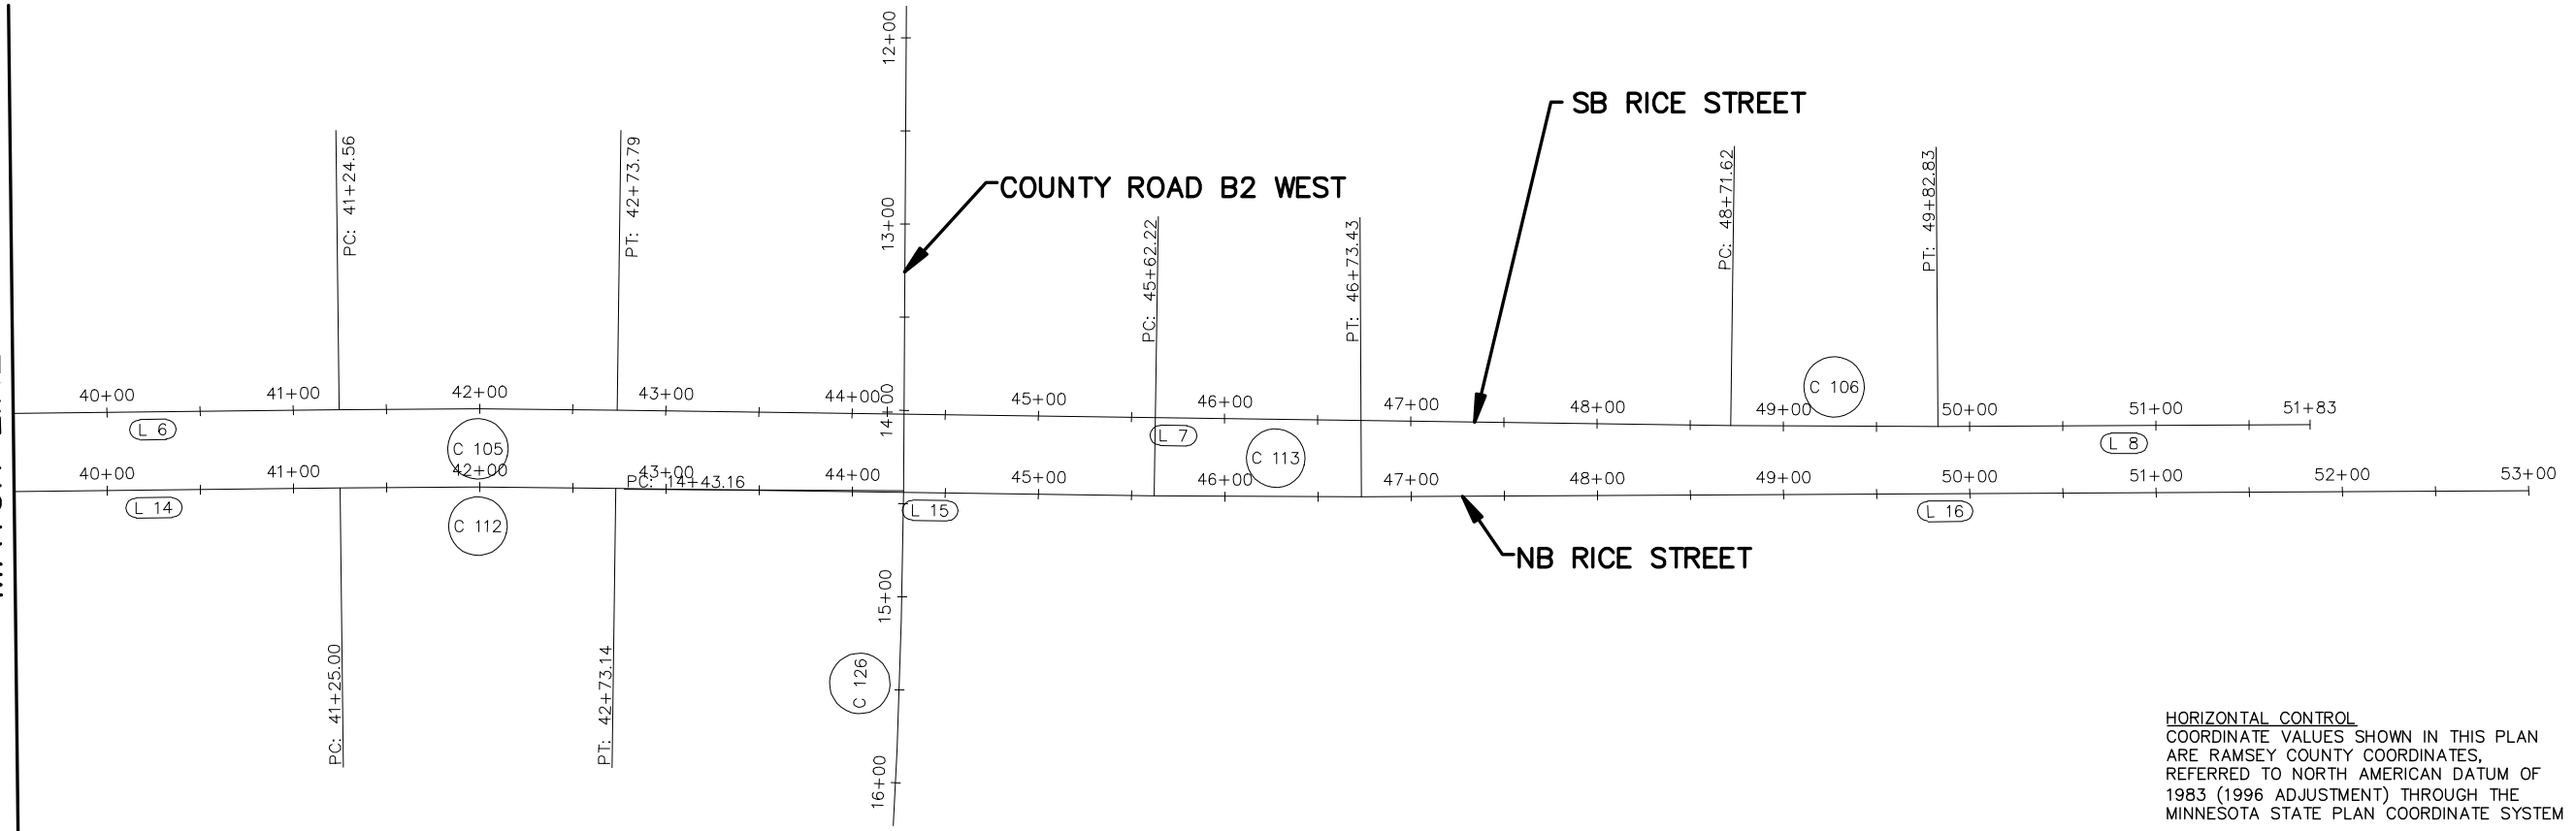 12+00
SB RICE STREET
PC: 41+24.56
PT: 42+73.79
COUNTY ROAD B2 WEST
13+00
PC: 45+62.22
PT: 46+73.43
PC: 48+71.62
PT: 49+82.83
C 106
40+00
41+00
42+00
43+00
44+00
14+00
45+00
46+00
47+00
48+00
49+00
50+00
51+00
51+83
L 6
C 105
L 7
C 113
L 8
40+00
41+00
42+00
43+00
PC: 14+43.16
44+00
45+00
46+00
47+00
48+00
49+00
50+00
51+00
52+00
53+00
L 14
C 112
L 15
L 16
NB RICE STREET
15+00
PC: 41+25.00
PT: 42+73.14
C 126
16+00
HORIZONTAL CONTROL
COORDINATE VALUES SHOWN IN THIS PLAN
ARE RAMSEY COUNTY COORDINATES,
REFERRED TO NORTH AMERICAN DATUM OF
1983 (1996 ADJUSTMENT) THROUGH THE
MINNESOTA STATE PLAN COORDINATE SYSTEM